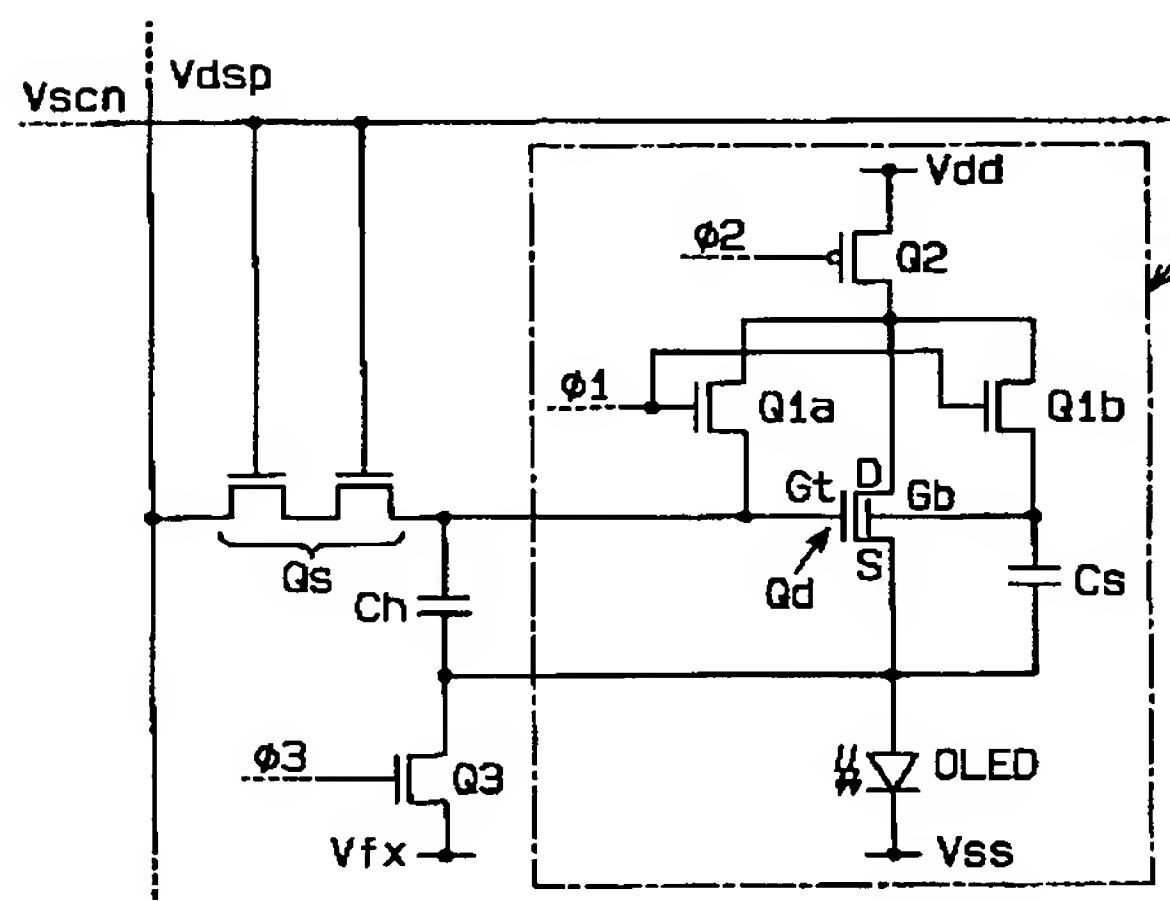 Vscn
Vdsp
Vdd
ϕ2
Q2
ϕ1
Q1a
Q1b
Gt
D
Gb
Qs
Qd
S
Cs
Ch
ϕ3
Q3
OLED
Vfx
Vss